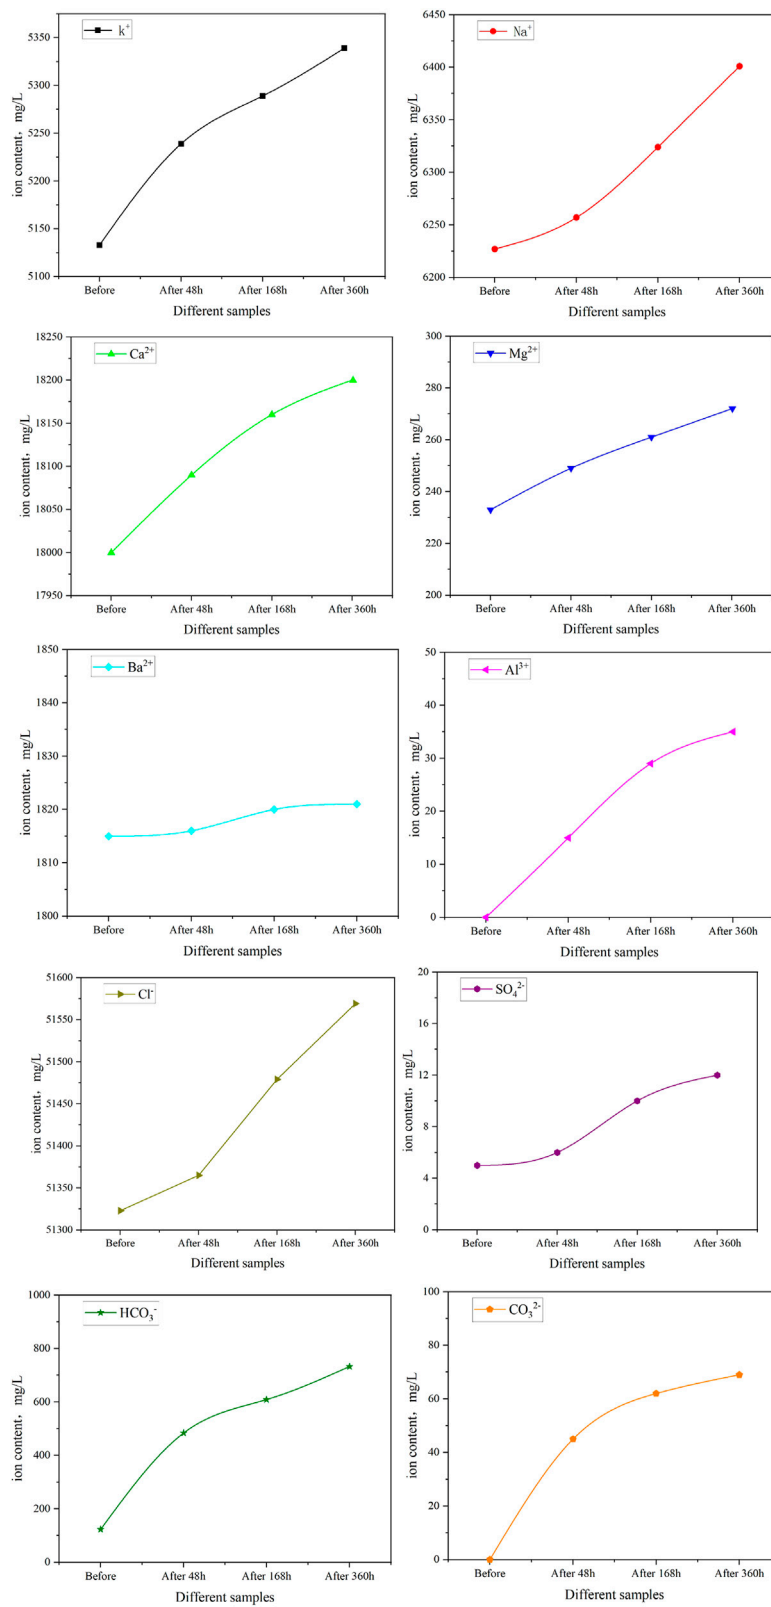 k⁺
ion content, mg/L
5350
5300
5250
5200
5150
5100
Before After 48h After 168h After 360h
Different samples
Na⁺
ion content, mg/L
6450
6400
6350
6300
6250
6200
Before After 48h After 168h After 360h
Different samples
Ca²⁺
ion content, mg/L
18250
18200
18150
18100
18050
18000
17950
Before After 48h After 168h After 360h
Different samples
Mg²⁺
ion content, mg/L
300
280
260
240
220
200
Before After 48h After 168h After 360h
Different samples
Ba²⁺
ion content, mg/L
1850
1840
1830
1820
1810
1800
Before After 48h After 168h After 360h
Different samples
Al³⁺
ion content, mg/L
50
40
30
20
10
0
Before After 48h After 168h After 360h
Different samples
Cl⁻
ion content, mg/L
51600
51550
51500
51450
51400
51350
51300
Before After 48h After 168h After 360h
Different samples
SO₄²⁻
ion content, mg/L
20
16
12
8
4
0
Before After 48h After 168h After 360h
Different samples
HCO₃⁻
ion content, mg/L
1000
800
600
400
200
0
Before After 48h After 168h After 360h
Different samples
CO₃²⁻
ion content, mg/L
100
80
60
40
20
0
Before After 48h After 168h After 360h
Different samples